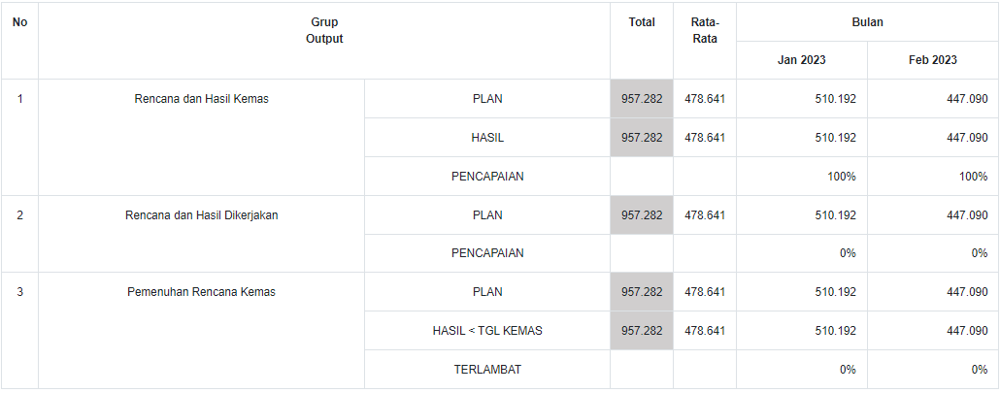 No Grup Output Total Rata-Rata Bulan
Jan 2023 Feb 2023
1 Rencana dan Hasil Kemas PLAN 957.282 478.641 510.192 447.090
HASIL 957.282 478.641 510.192 447.090
PENCAPAIAN 100% 100%
2 Rencana dan Hasil Dikerjakan PLAN 957.282 478.641 510.192 447.090
PENCAPAIAN 0% 0%
3 Pemenuhan Rencana Kemas PLAN 957.282 478.641 510.192 447.090
HASIL < TGL KEMAS 957.282 478.641 510.192 447.090
TERLAMBAT 0% 0%